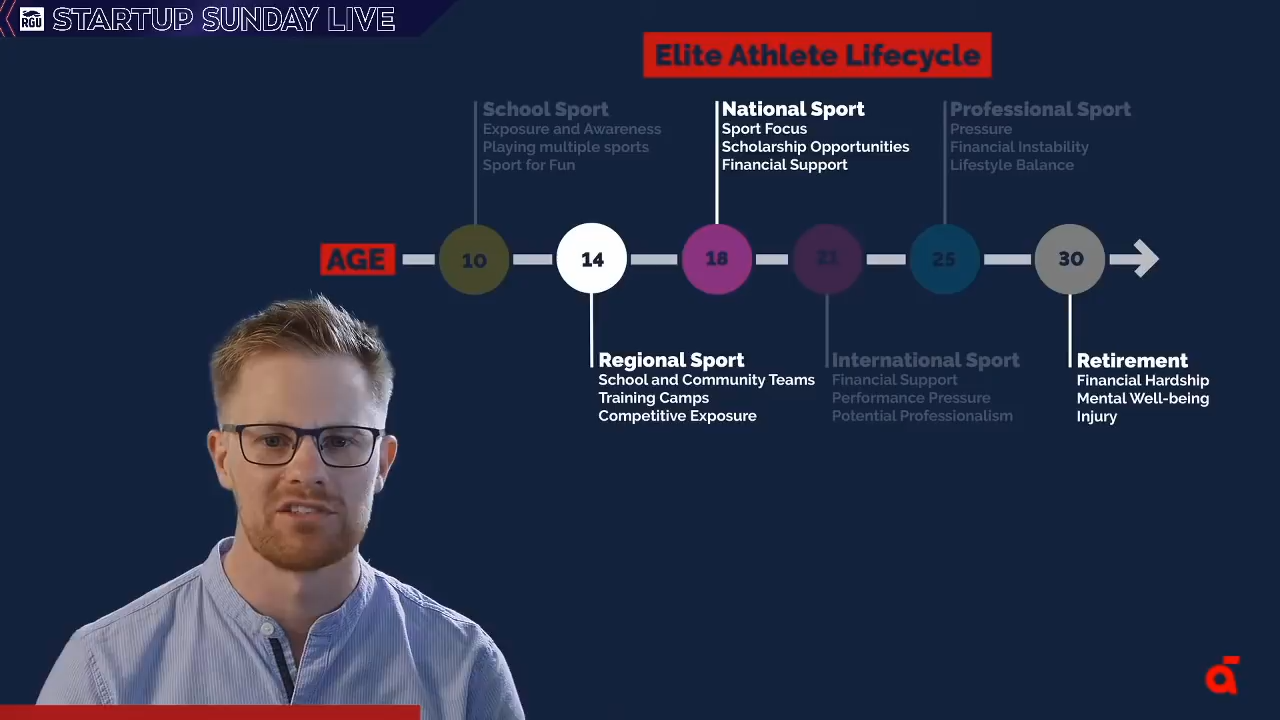 RGU
STARTUP SUNDAY LIVE
Elite Athlete Lifecycle
School Sport
Exposure and Awareness
Playing multiple sports
Sport for Fun
National Sport
Sport Focus
Scholarship Opportunities
Financial Support
Professional Sport
Pressure
Financial Instability
Lifestyle Balance
AGE
10
14
18
21
25
30
Regional Sport
School and Community Teams
Training Camps
Competitive Exposure
International Sport
Financial Support
Performance Pressure
Potential Professionalism
Retirement
Financial Hardship
Mental Well-being
Injury